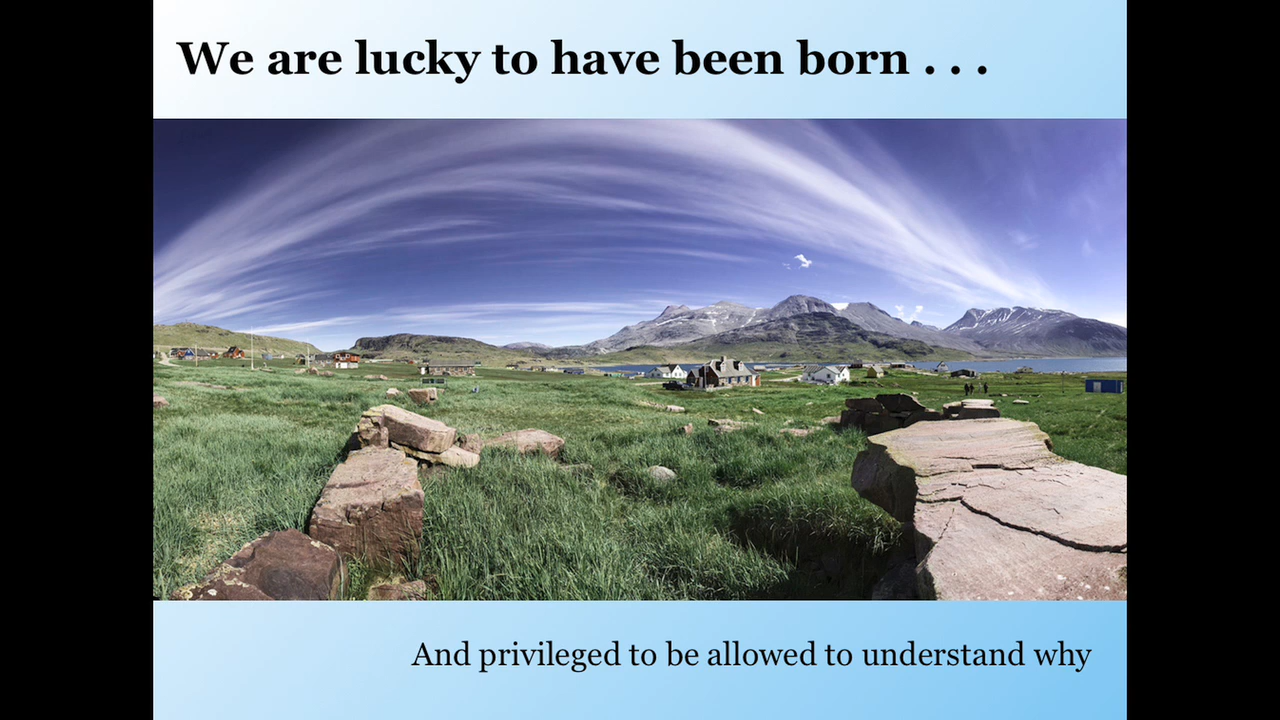 We are lucky to have been born . . .
And privileged to be allowed to understand why